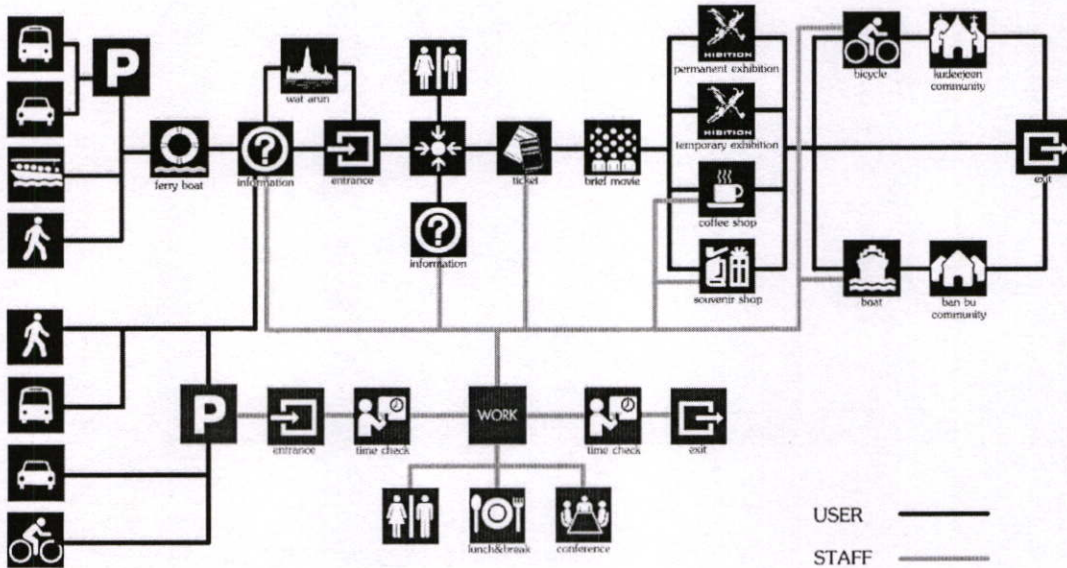 P
wat arun
ferry boat
information
entrance
information
ticket
brief movie
HIBITION
permanent exhibition
HIBITION
temporary exhibition
coffee shop
souvenir shop
bicycle
kudeejeen
community
boat
ban bu
community
exit
P
entrance
time check
WORK
time check
exit
lunch&break
conference
USER
STAFF